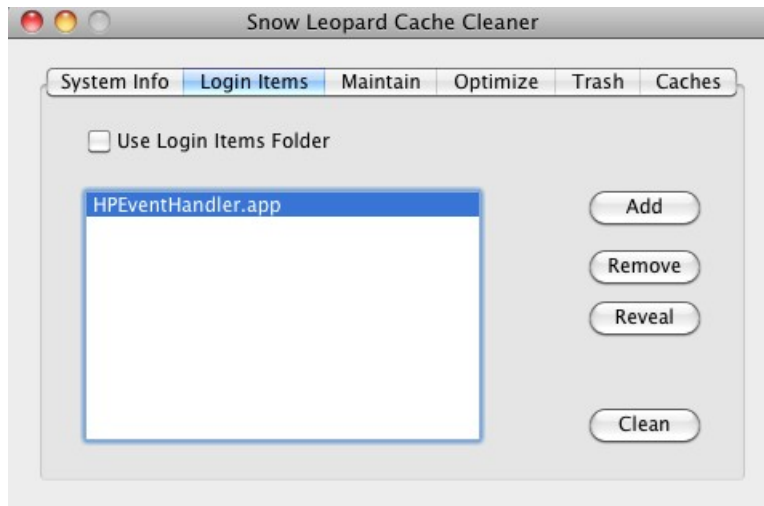 Snow Leopard Cache Cleaner
System Info Login Items Maintain Optimize Trash Caches
Use Login Items Folder
HPEventHandler.app
Add
Remove
Reveal
Clean